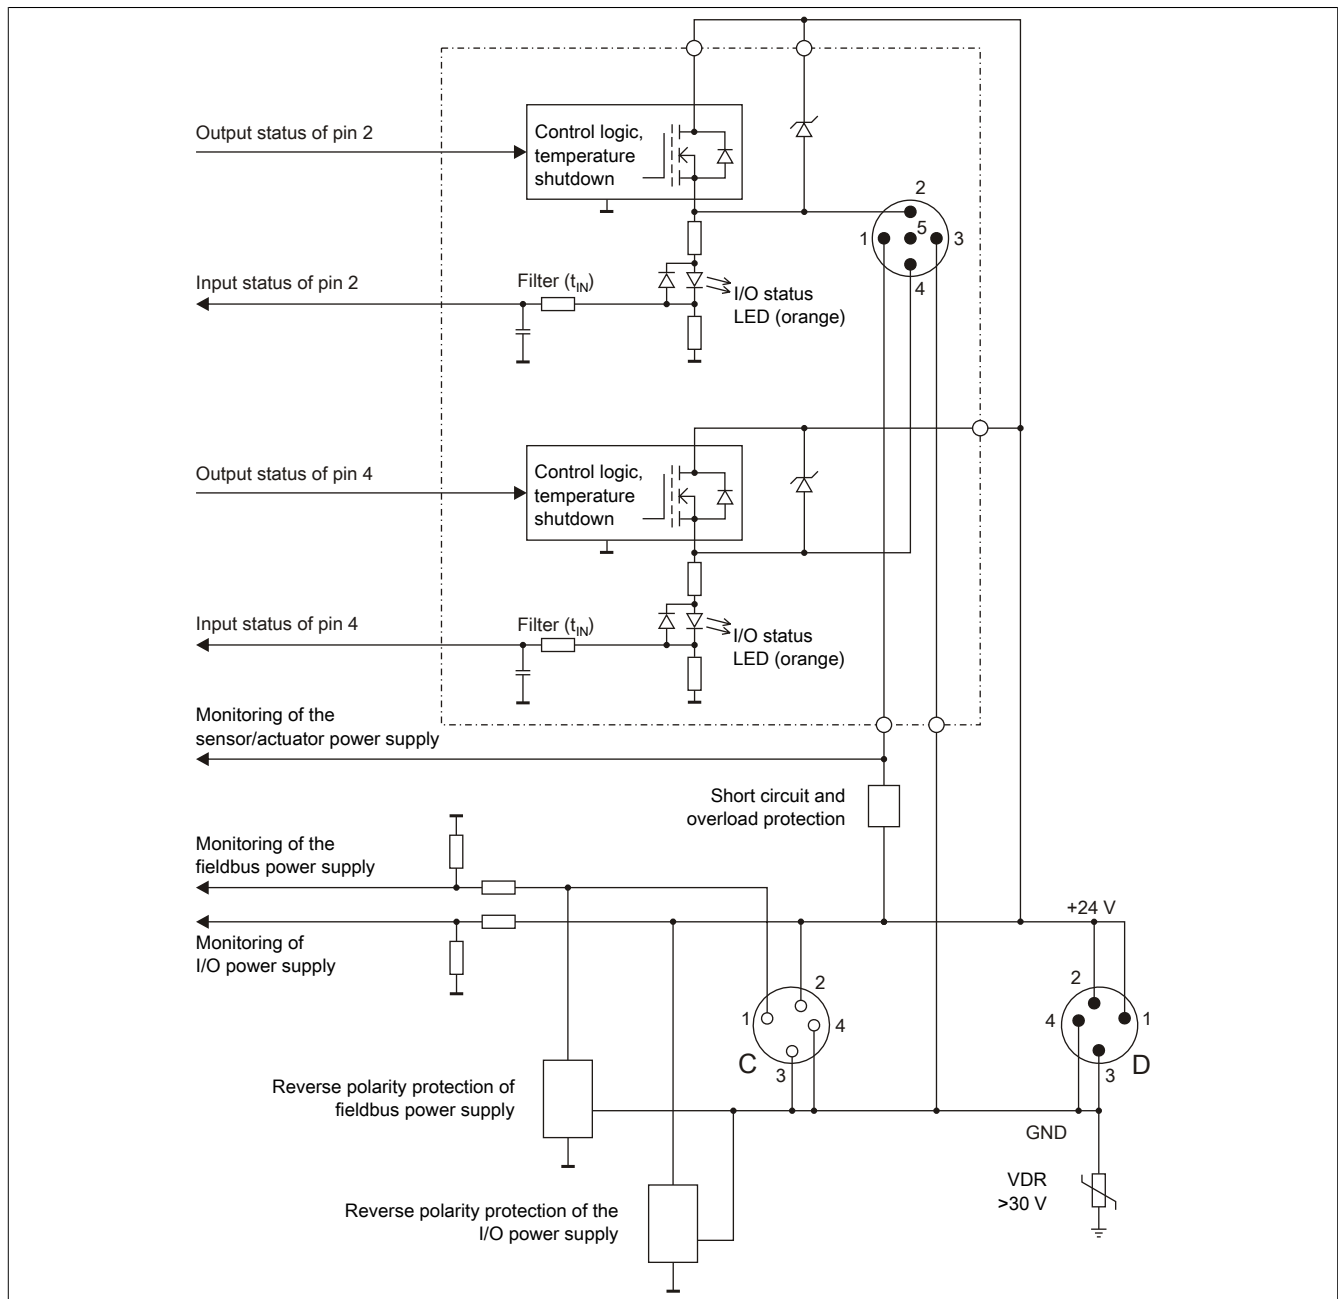 Output status of pin 2
Control logic,
temperature
shutdown
2
1
5
3
4
Input status of pin 2
Filter (tIN)
I/O status
LED (orange)
Output status of pin 4
Control logic,
temperature
shutdown
Input status of pin 4
Filter (tIN)
I/O status
LED (orange)
Monitoring of the
sensor/actuator power supply
Short circuit and
overload protection
Monitoring of the
fieldbus power supply
+24 V
Monitoring of
I/O power supply
2
1
4
3
C
2
4
1
3
D
Reverse polarity protection of
fieldbus power supply
GND
VDR
>30 V
Reverse polarity protection of the
I/O power supply